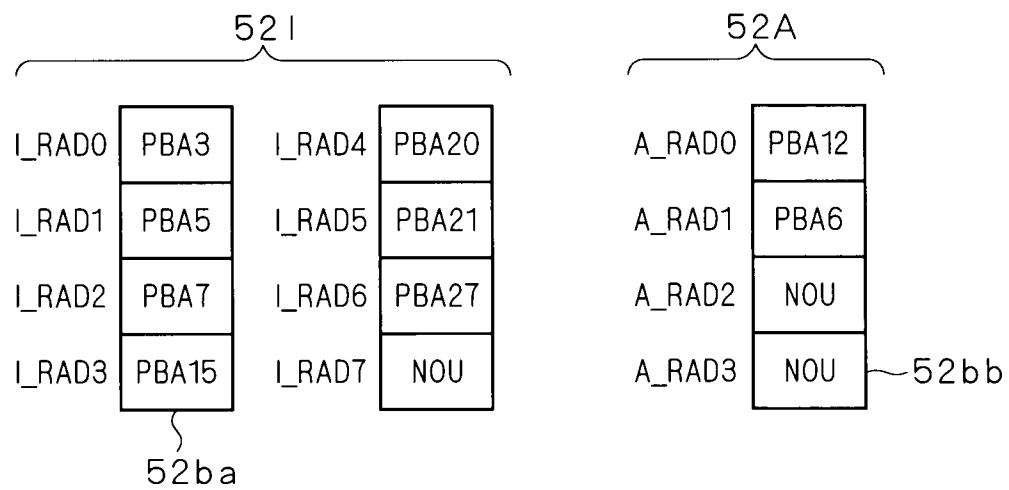 52I 52A
I_RAD0 PBA3 I_RAD4 PBA20 A_RAD0 PBA12
I_RAD1 PBA5 I_RAD5 PBA21 A_RAD1 PBA6
I_RAD2 PBA7 I_RAD6 PBA27 A_RAD2 NOU
I_RAD3 PBA15 I_RAD7 NOU A_RAD3 NOU 52bb
52ba